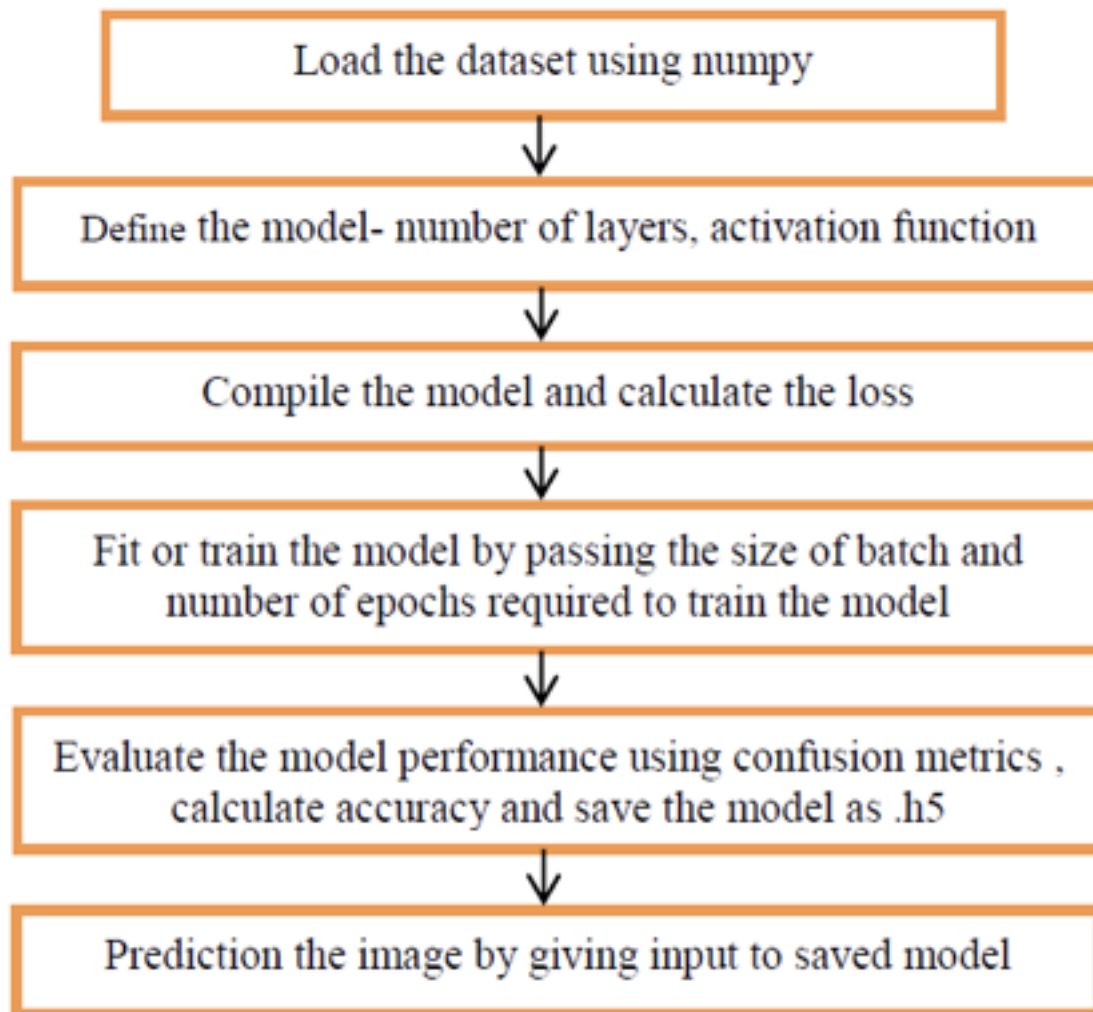 Load the dataset using numpy
Define the model- number of layers, activation function
Compile the model and calculate the loss
Fit or train the model by passing the size of batch and
number of epochs required to train the model
Evaluate the model performance using confusion metrics ,
calculate accuracy and save the model as .h5
Prediction the image by giving input to saved model